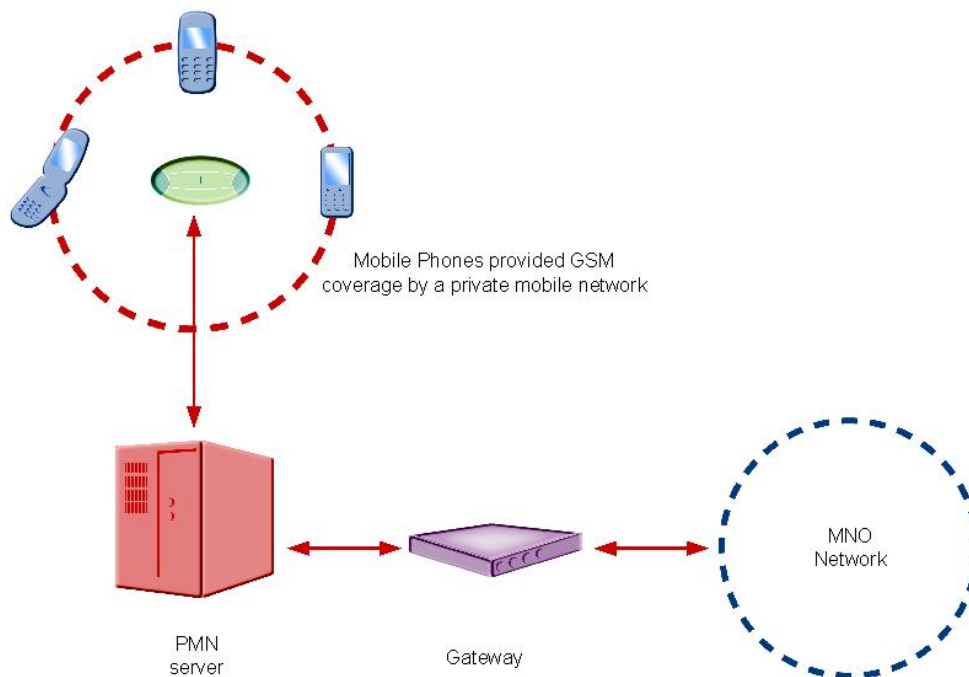 Mobile Phones provided GSM
coverage by a private mobile network
MNO
Network
PMN
server
Gateway